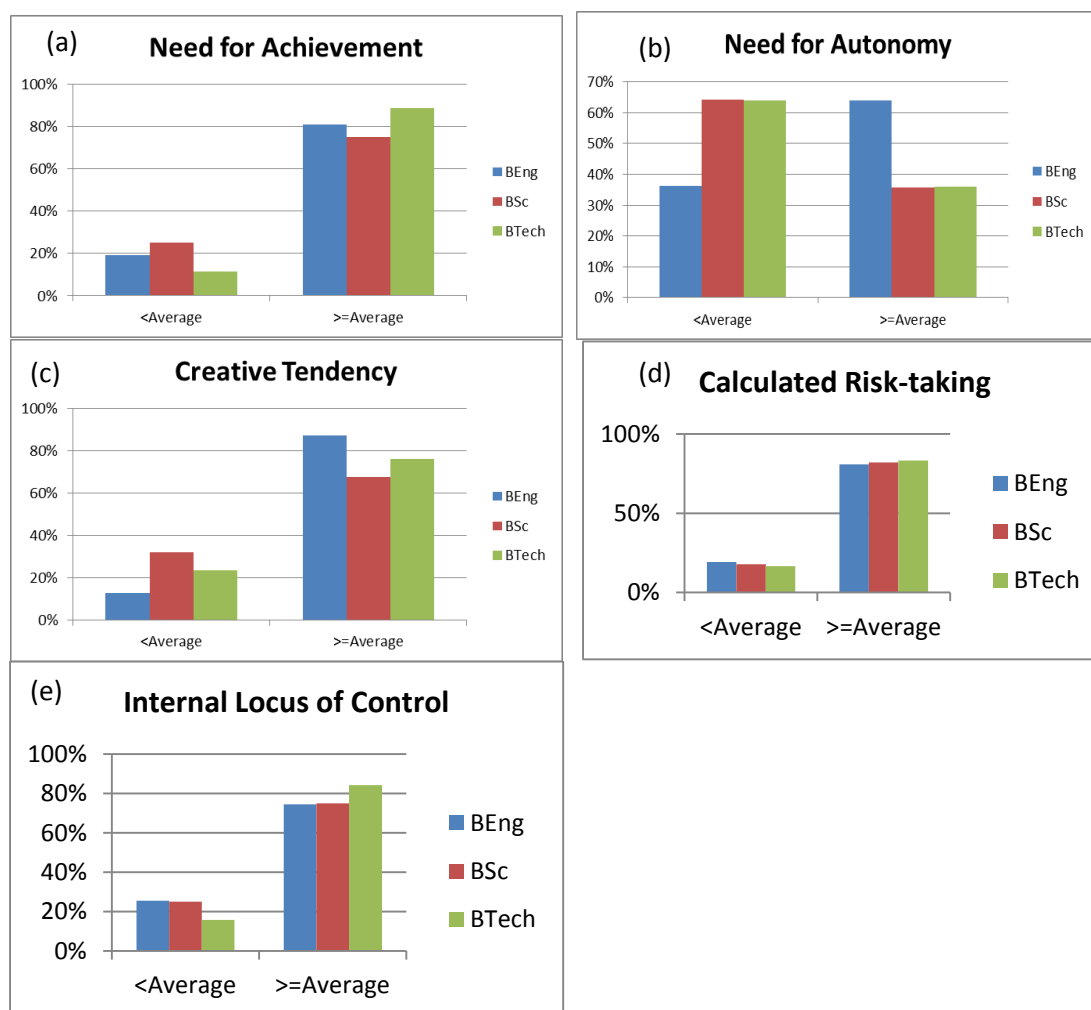 (a)
Need for Achievement
100%
80%
60%
40%
20%
0%
<Average
>=Average
BEng
BSc
BTech
(b)
Need for Autonomy
70%
60%
50%
40%
30%
20%
10%
0%
<Average
>=Average
BEng
BSc
BTech
(c)
Creative Tendency
100%
80%
60%
40%
20%
0%
<Average
>=Average
BEng
BSc
BTech
(d)
Calculated Risk-taking
100%
50%
0%
<Average
>=Average
BEng
BSc
BTech
(e)
Internal Locus of Control
100%
80%
60%
40%
20%
0%
<Average
>=Average
BEng
BSc
BTech